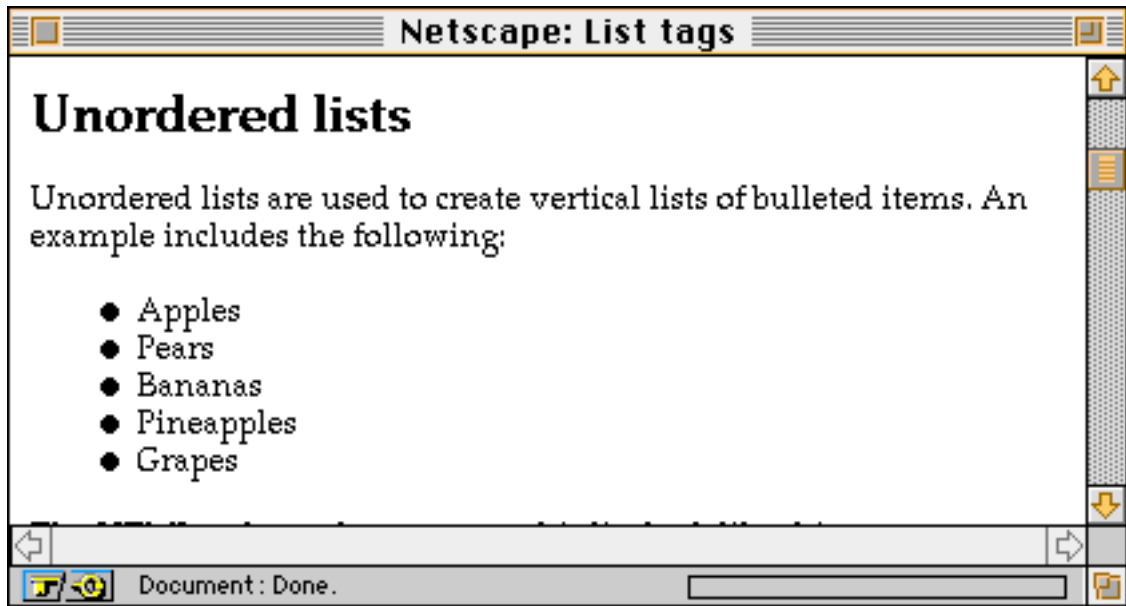 Netscape: List tags
Unordered lists
Unordered lists are used to create vertical lists of bulleted items. An
example includes the following:
● Apples
● Pears
● Bananas
● Pineapples
● Grapes
Document: Done.